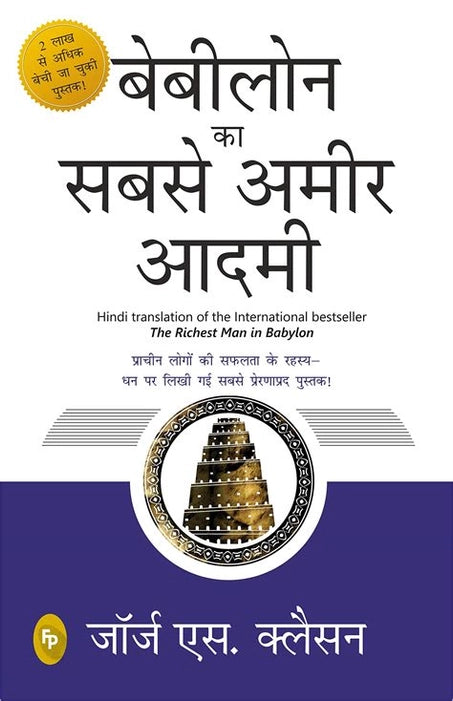 2 लाख
से अधिक
बेची जा चुकी
पुस्तक!
बेबीलोन
का
सबसे अमीर
आदमी
Hindi translation of the International bestseller
The Richest Man in Babylon
प्राचीन लोगों की सफलता के रहस्य–
धन पर लिखी गई सबसे प्रेरणाप्रद पुस्तक!
FP
जॉर्ज एस. क्लैसन